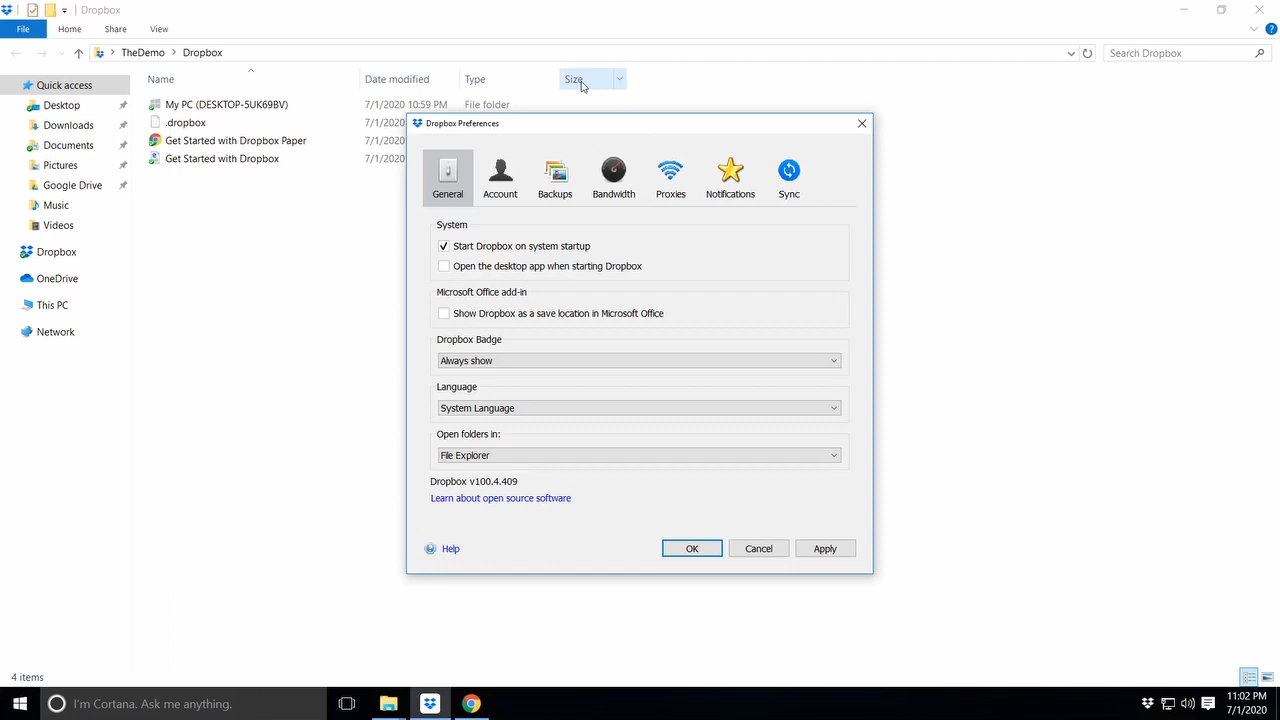 Dropbox
File Home Share View
TheDemo Dropbox Search Dropbox
Name Date modified Type Size
Quick access
Desktop
Downloads
Documents
Pictures
Google Drive
Music
Videos
Dropbox
OneDrive
This PC
Network
My PC (DESKTOP-5UK69BV) 7/1/2020 10:59 PM File folder
.dropbox 7/1/2020
Get Started with Dropbox Paper 7/1/2020
Get Started with Dropbox 7/1/2020
Dropbox Preferences
General Account Backups Bandwidth Proxies Notifications Sync
System
Start Dropbox on system startup
Open the desktop app when starting Dropbox
Microsoft Office add-in
Show Dropbox as a save location in Microsoft Office
Dropbox Badge
Always show
Language
System Language
Open folders in:
File Explorer
Dropbox v100.4.409
Learn about open source software
Help OK Cancel Apply
4 items
I'm Cortana. Ask me anything.
11:02 PM
7/1/2020